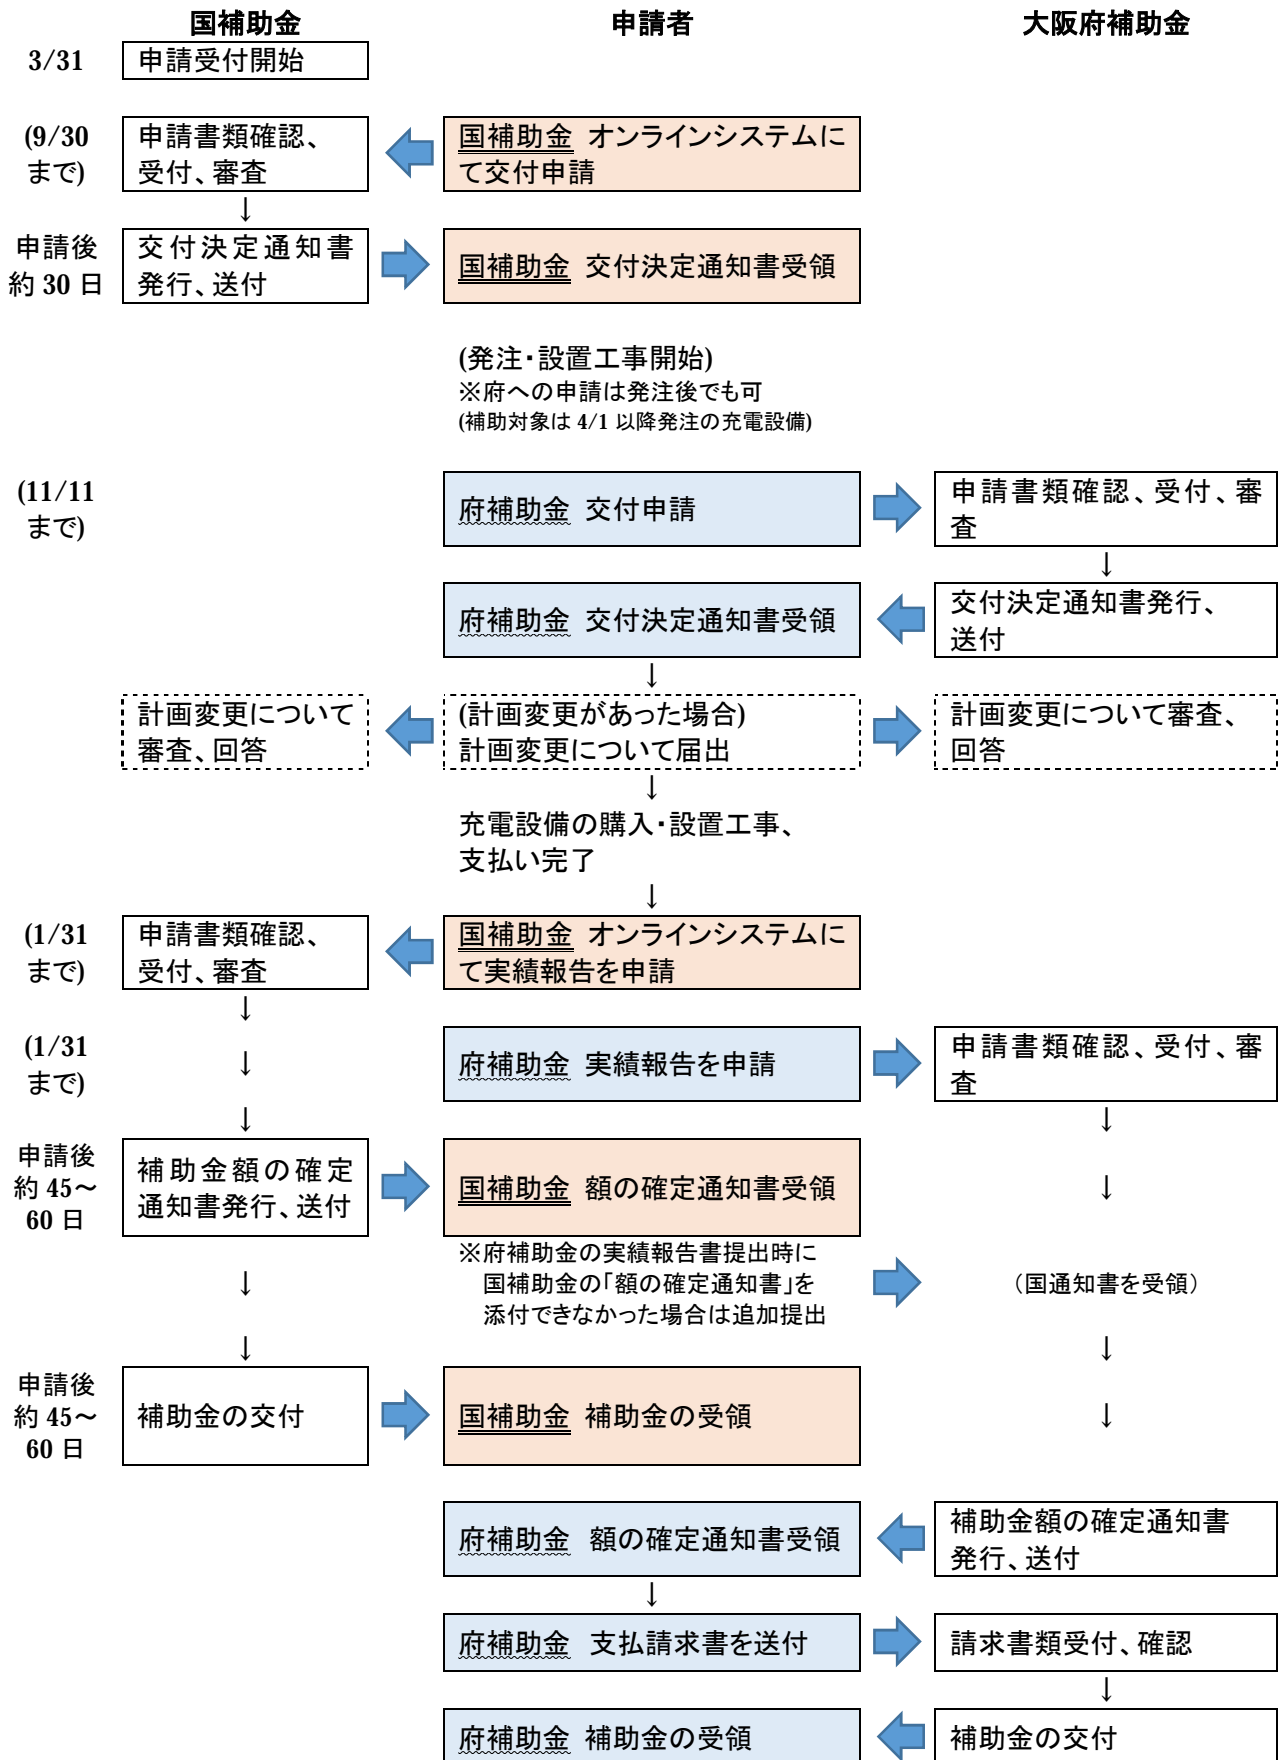 国補助金 申請者 大阪府補助金
3/31 申請受付開始
(9/30
まで)
申請書類確認、
受付、審査
国補助金 オンラインシステムに
て交付申請
↓
申請後
約 30 日
交付決定通知書
発行、送付
国補助金 交付決定通知書受領
(発注・設置工事開始)
※府への申請は発注後でも可
(補助対象は 4/1 以降発注の充電設備)
(11/11
まで)
府補助金 交付申請
申請書類確認、受付、審
査
↓
府補助金 交付決定通知書受領
交付決定通知書発行、
送付
↓
計画変更について
審査、回答
(計画変更があった場合)
計画変更について届出
計画変更について審査、
回答
↓
充電設備の購入・設置工事、
支払い完了
↓
(1/31
まで)
申請書類確認、
受付、審査
国補助金 オンラインシステムに
て実績報告を申請
↓
(1/31
まで)
↓
府補助金 実績報告を申請
申請書類確認、受付、審
査
↓ ↓
申請後
約 45～
60 日
補助金額の確定
通知書発行、送付
国補助金 額の確定通知書受領
↓
※府補助金の実績報告書提出時に
国補助金の「額の確定通知書」を
添付できなかった場合は追加提出
↓
（国通知書を受領）
↓ ↓
申請後
約 45～
60 日
補助金の交付
国補助金 補助金の受領
↓
府補助金 額の確定通知書受領
補助金額の確定通知書
発行、送付
↓
府補助金 支払請求書を送付
請求書類受付、確認
↓
府補助金 補助金の受領
補助金の交付